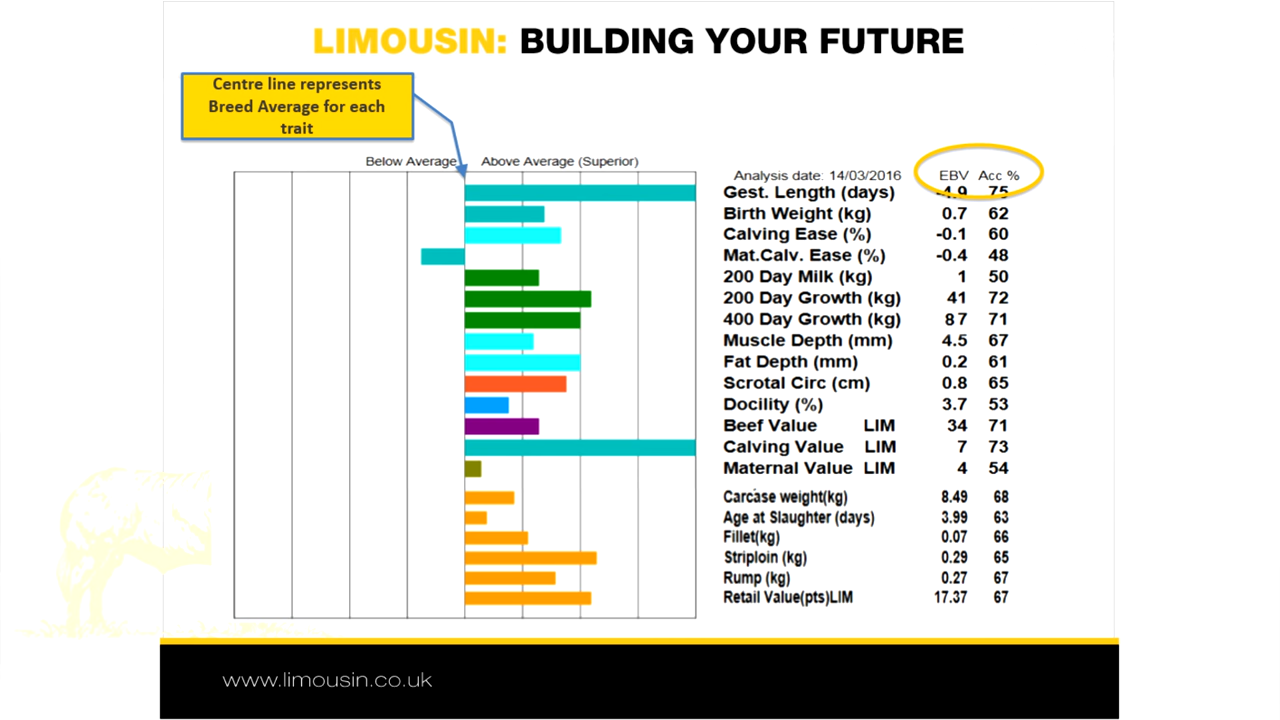 LIMOUSIN: BUILDING YOUR FUTURE
Centre line represents
Breed Average for each
trait
Below Average Above Average (Superior)
Analysis date: 14/03/2016 EBV Acc %
Gest. Length (days) -4.9 75
Birth Weight (kg) 0.7 62
Calving Ease (%) -0.1 60
Mat.Calv. Ease (%) -0.4 48
200 Day Milk (kg) 1 50
200 Day Growth (kg) 41 72
400 Day Growth (kg) 87 71
Muscle Depth (mm) 4.5 67
Fat Depth (mm) 0.2 61
Scrotal Circ (cm) 0.8 65
Docility (%) 3.7 53
Beef Value LIM 34 71
Calving Value LIM 7 73
Maternal Value LIM 4 54
Carcase weight(kg) 8.49 68
Age at Slaughter (days) 3.99 63
Fillet(kg) 0.07 66
Striploin (kg) 0.29 65
Rump (kg) 0.27 67
Retail Value(pts)LIM 17.37 67
www.limousin.co.uk